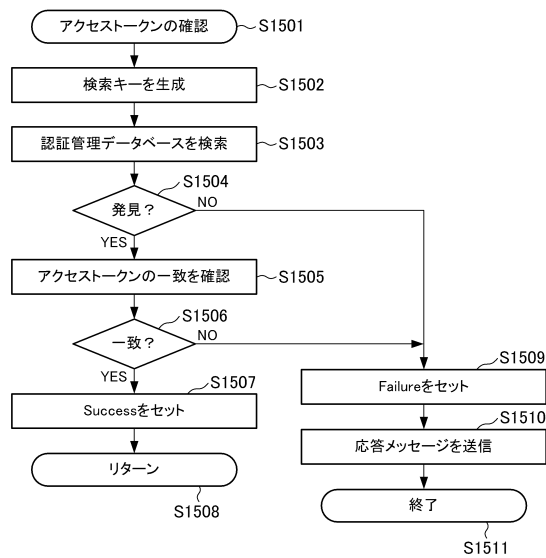 アクセストークンの確認
S1501
検索キーを生成
S1502
認証管理データベースを検索
S1503
S1504
発見？
NO
YES
アクセストークンの一致を確認
S1505
S1506
一致？
NO
YES
S1507
Successをセット
リターン
S1508
S1509
Failureをセット
S1510
応答メッセージを送信
終了
S1511